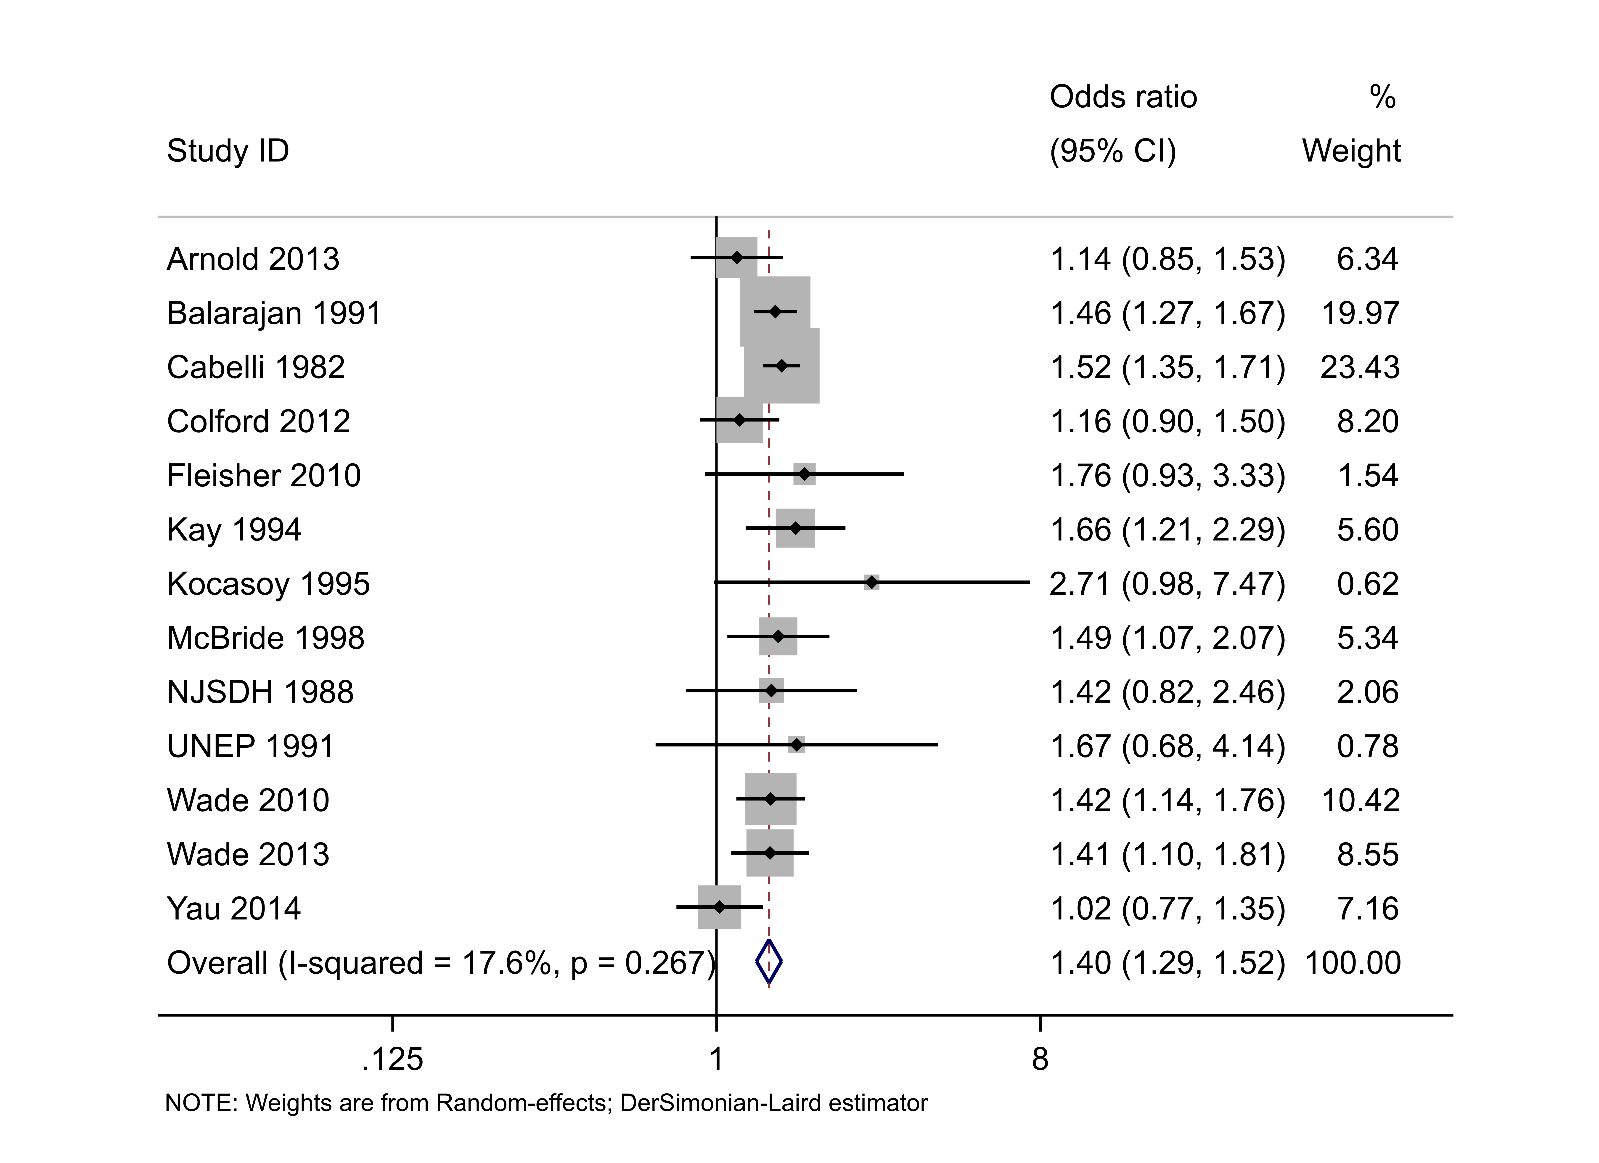 Odds ratio %
Study ID (95% CI) Weight
Arnold 2013 1.14 (0.85, 1.53) 6.34
Balarajan 1991 1.46 (1.27, 1.67) 19.97
Cabelli 1982 1.52 (1.35, 1.71) 23.43
Colford 2012 1.16 (0.90, 1.50) 8.20
Fleisher 2010 1.76 (0.93, 3.33) 1.54
Kay 1994 1.66 (1.21, 2.29) 5.60
Kocasoy 1995 2.71 (0.98, 7.47) 0.62
McBride 1998 1.49 (1.07, 2.07) 5.34
NJSDH 1988 1.42 (0.82, 2.46) 2.06
UNEP 1991 1.67 (0.68, 4.14) 0.78
Wade 2010 1.42 (1.14, 1.76) 10.42
Wade 2013 1.41 (1.10, 1.81) 8.55
Yau 2014 1.02 (0.77, 1.35) 7.16
Overall (I-squared = 17.6%, p = 0.267) 1.40 (1.29, 1.52) 100.00
.125 1 8
NOTE: Weights are from Random-effects; DerSimonian-Laird estimator